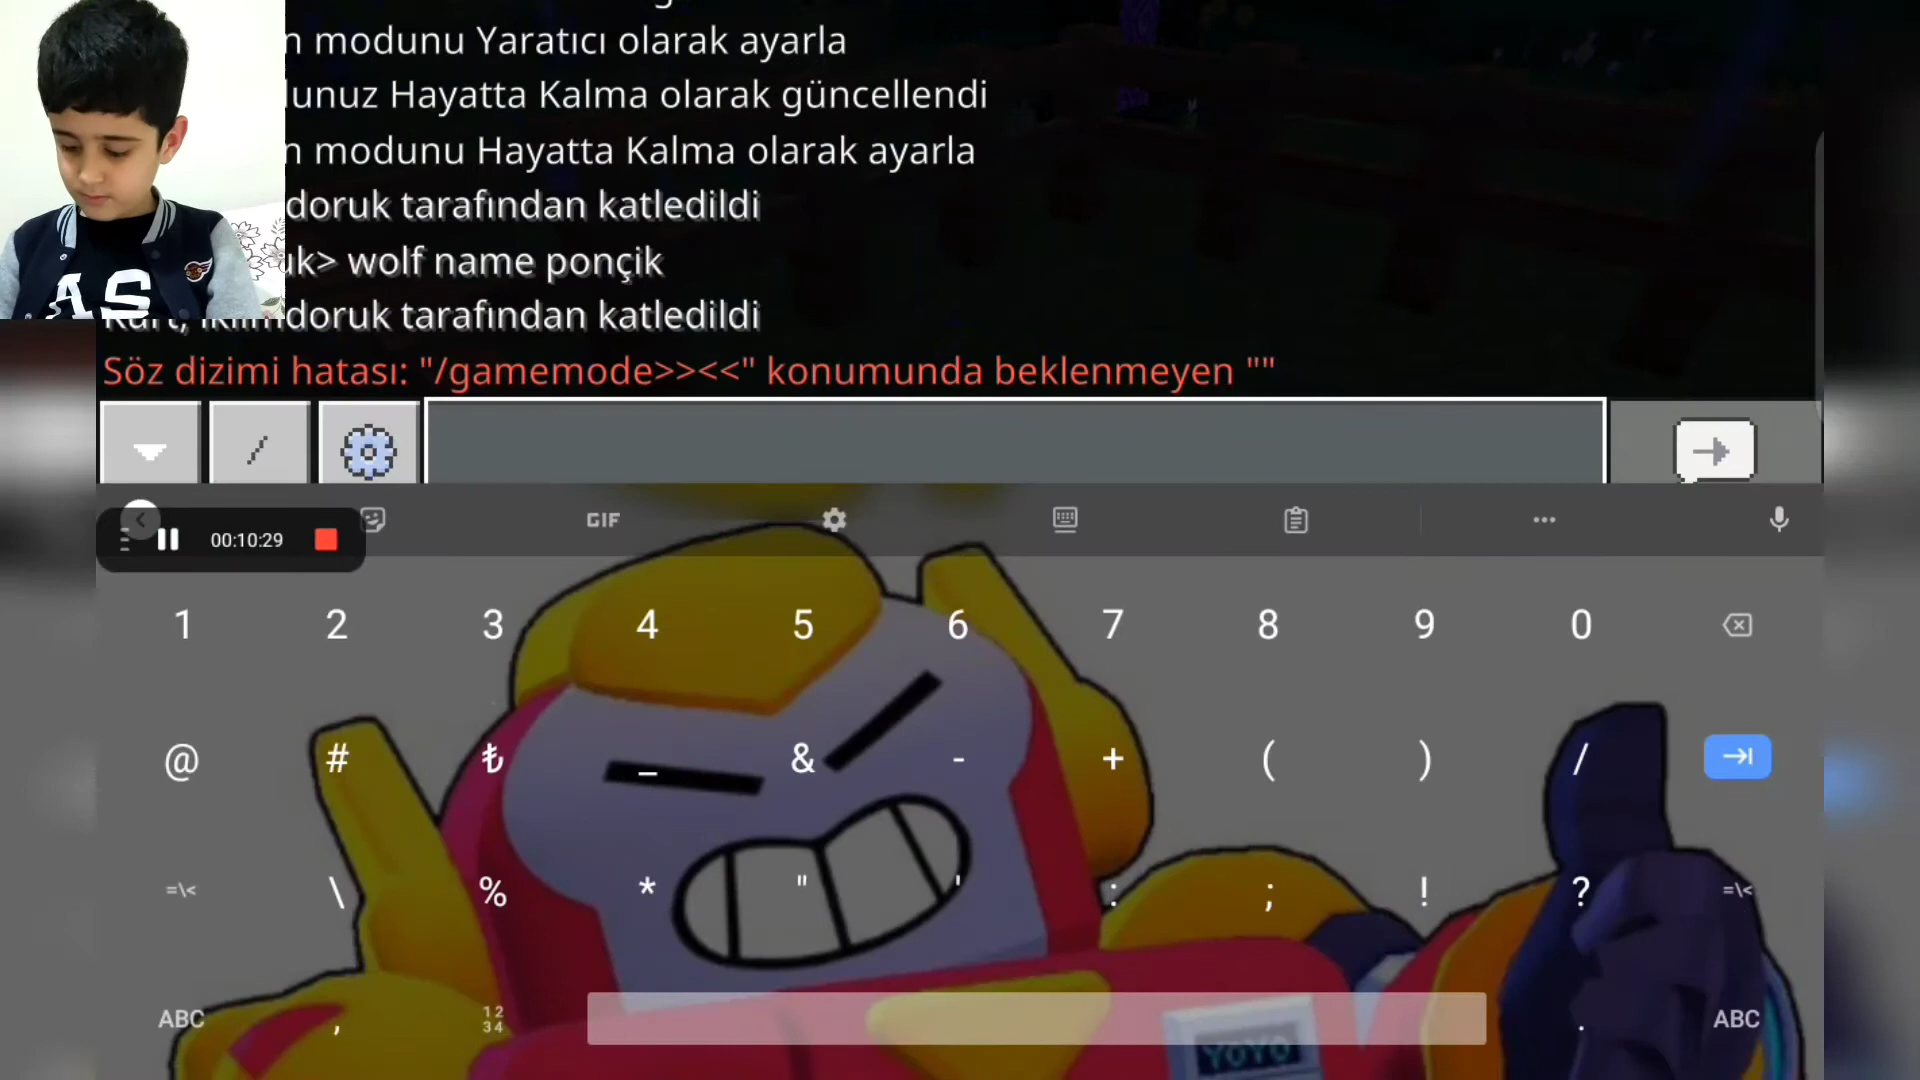 modunu Yaratıcı olarak ayarla
Hayatta Kalma olarak güncellendi
modunu Hayatta Kalma olarak ayarla
doruk tarafından katledildi
> wolf name ponçik
doruk tarafından katledildi
Söz dizimi hatası: "/gamemode>><<" konumunda beklenmeyen ""
AS
/
GIF
00:10:29
1 2 3 4 5 6 7 8 9 0
@ # ₺ _ & - + ( ) /
=\< \ % * " ' : ; ! ? =\<
ABC , 12 34 . ABC
YOYO